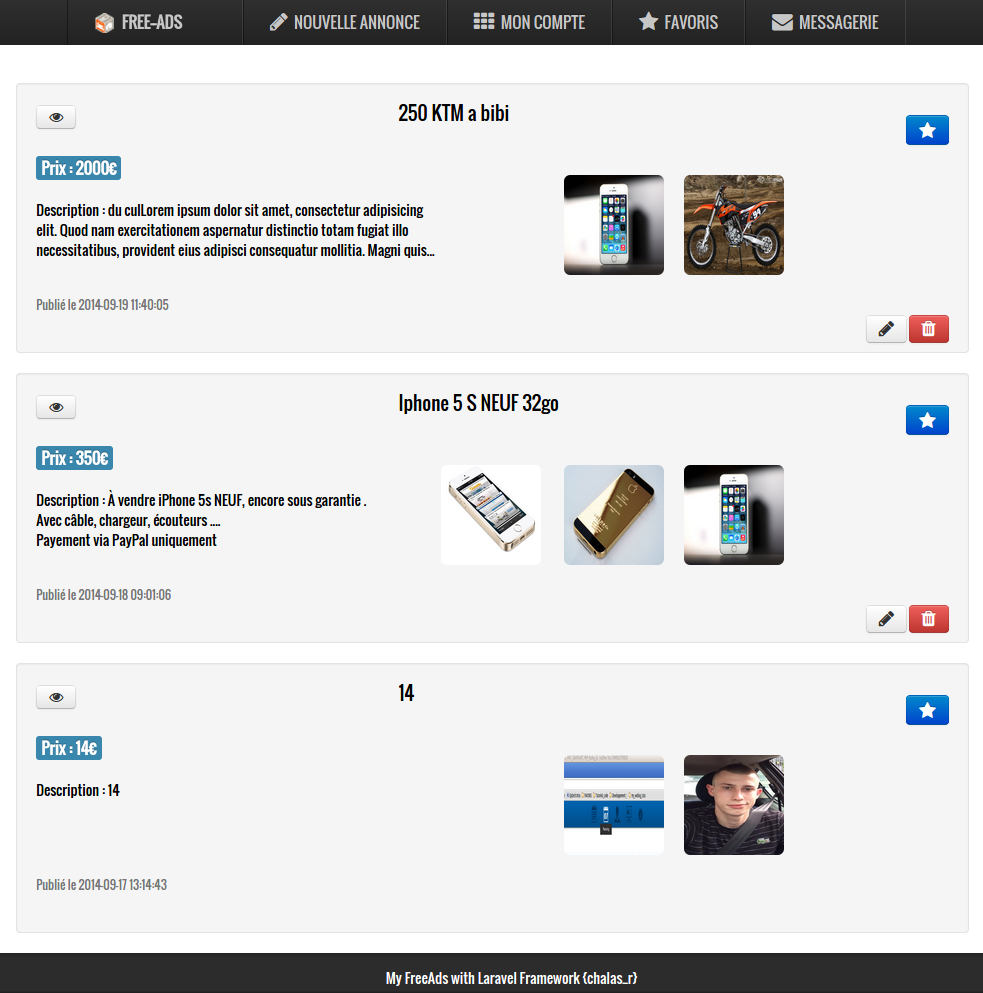 FREE-ADS
NOUVELLE ANNONCE
MON COMPTE
FAVORIS
MESSAGERIE
250 KTM a bibi
Prix : 2000€
Description : du culLorem ipsum dolor sit amet, consectetur adipisicing
elit. Quod nam exercitationem aspernatur distinctio totam fugiat illo
necessitatibus, provident eius adipisci consequatur mollitia. Magni quis...
94
Publié le 2014-09-19 11:40:05
Iphone 5 S NEUF 32go
Prix : 350€
Description : À vendre iPhone 5s NEUF, encore sous garantie .
Avec câble, chargeur, écouteurs ....
Payement via PayPal uniquement
Publié le 2014-09-18 09:01:06
14
Prix : 14€
Description : 14
Publié le 2014-09-17 13:14:43
My FreeAds with Laravel Framework {chalas_r}